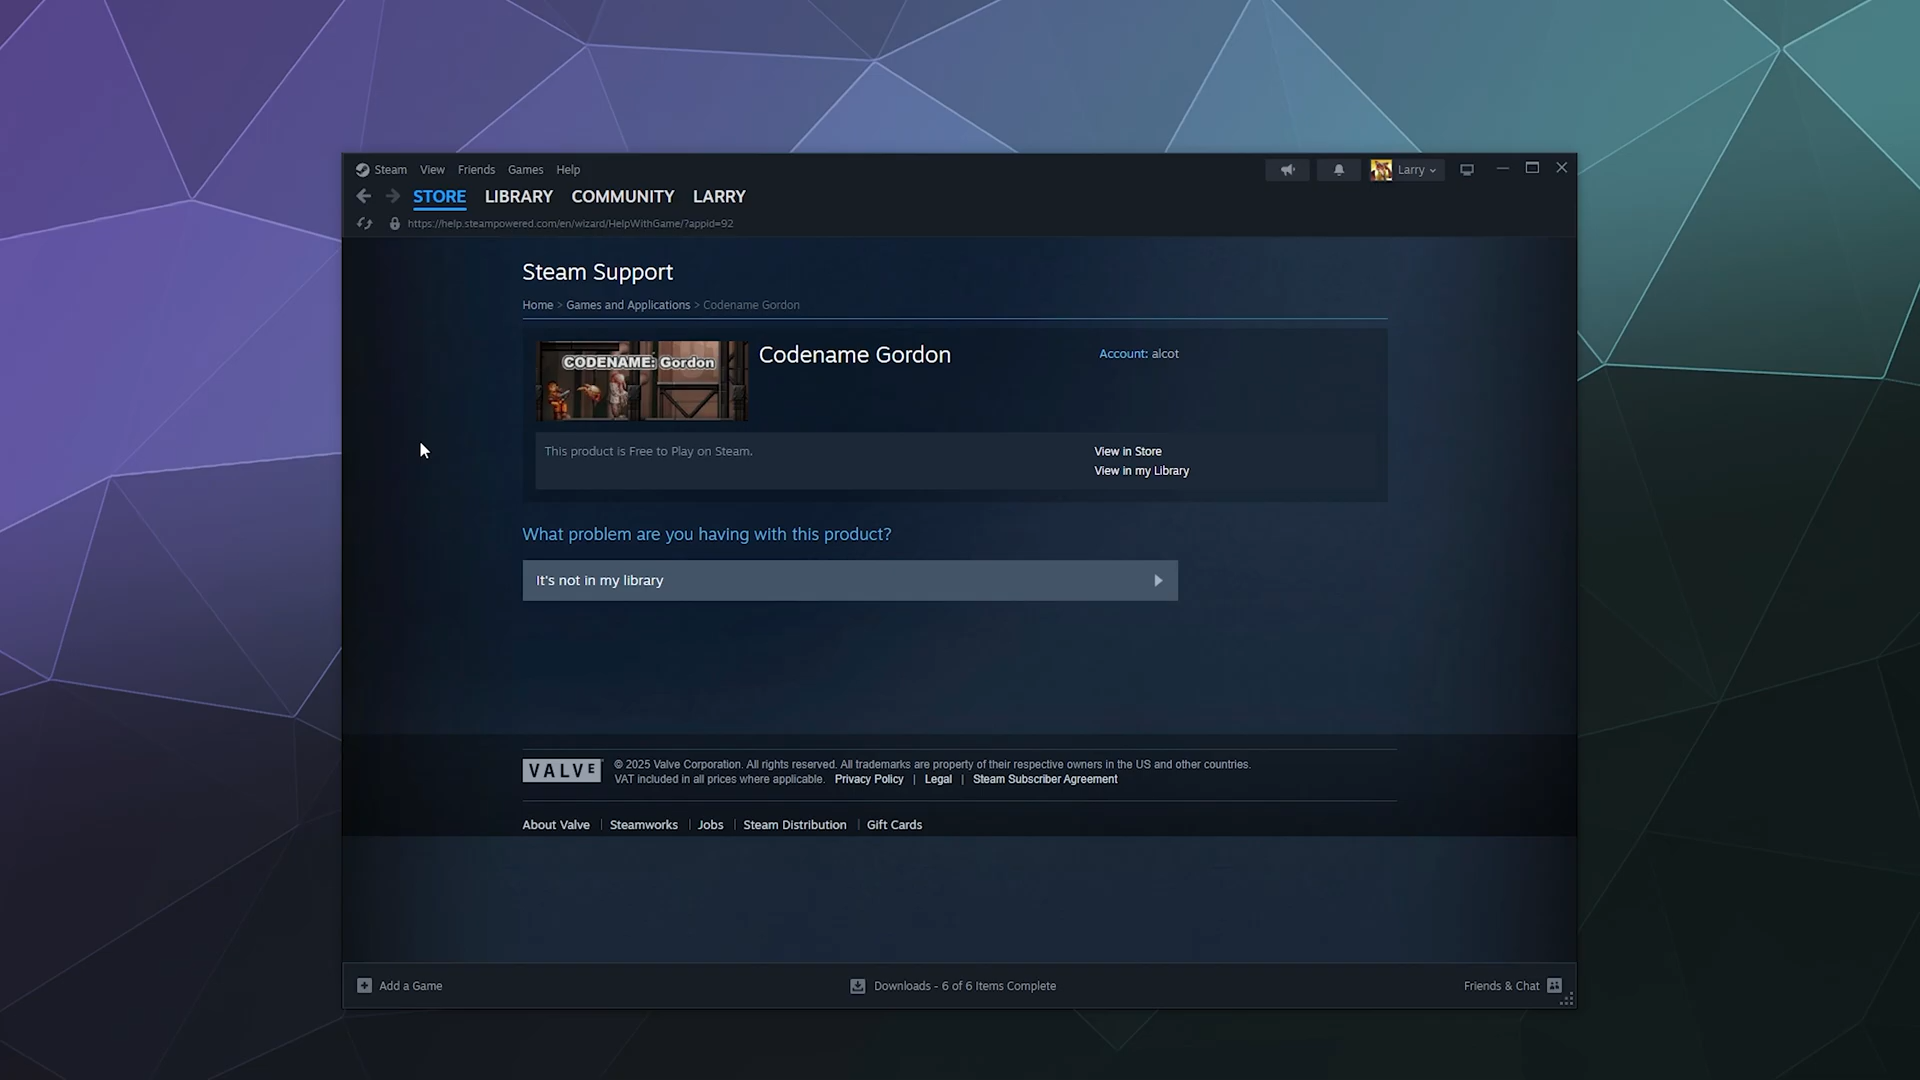 Steam View Friends Games Help
Larry
STORE LIBRARY COMMUNITY LARRY
https://help.steampowered.com/en/wizard/HelpWithGame/?appid=92
Steam Support
Home > Games and Applications > Codename Gordon
CODENAME: Gordon
Codename Gordon
Account: alcot
This product is Free to Play on Steam.
View in Store
View in my Library
What problem are you having with this product?
It's not in my library
VALVE
© 2025 Valve Corporation. All rights reserved. All trademarks are property of their respective owners in the US and other countries.
VAT included in all prices where applicable. Privacy Policy | Legal | Steam Subscriber Agreement
About Valve | Steamworks | Jobs | Steam Distribution | Gift Cards
Add a Game
Downloads - 6 of 6 Items Complete
Friends & Chat